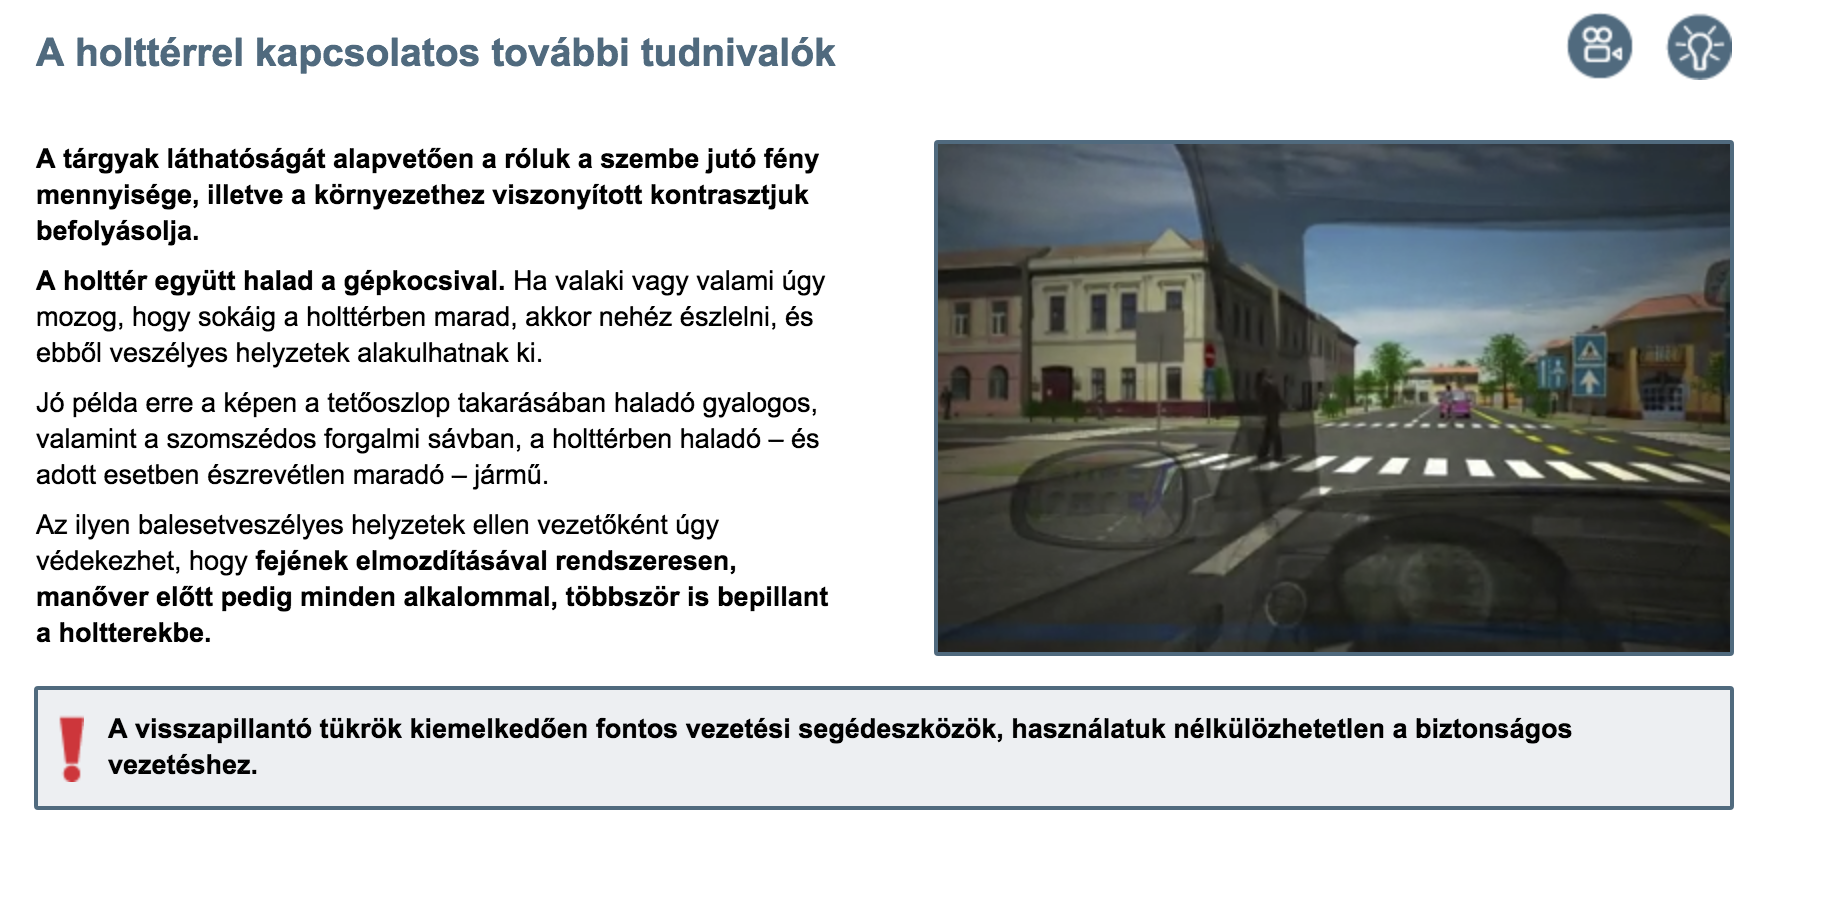 A holttérrel kapcsolatos további tudnivalók
A tárgyak láthatóságát alapvetően a róluk a szembe jutó fény
mennyisége, illetve a környezethez viszonyított kontrasztjuk
befolyásolja.
A holttér együtt halad a gépkocsival. Ha valaki vagy valami úgy
mozog, hogy sokáig a holttérben marad, akkor nehéz észlelni, és
ebből veszélyes helyzetek alakulhatnak ki.
Jó példa erre a képen a tetőoszlop takarásában haladó gyalogos,
valamint a szomszédos forgalmi sávban, a holttérben haladó – és
adott esetben észrevétlen maradó – jármű.
Az ilyen balesetveszélyes helyzetek ellen vezetőként úgy
védekezhet, hogy fejének elmozdításával rendszeresen,
manőver előtt pedig minden alkalommal, többször is bepillant
a holtterekbe.
A visszapillantó tükrök kiemelkedően fontos vezetési segédeszközök, használatuk nélkülözhetetlen a biztonságos
vezetéshez.